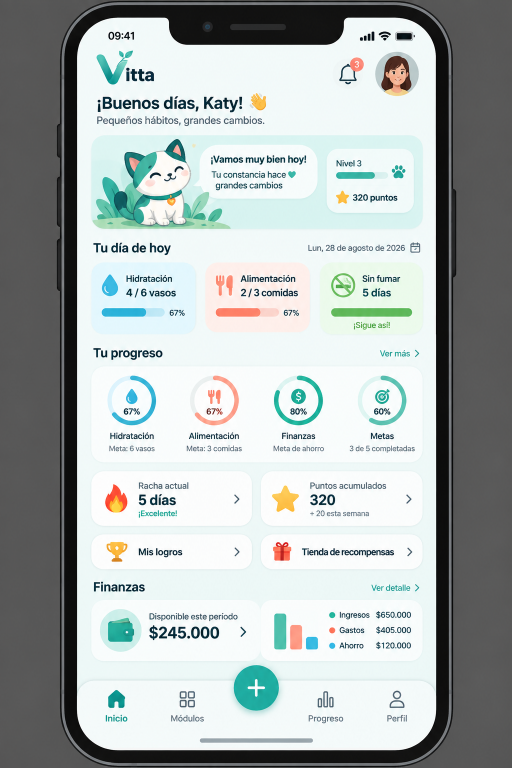 09:41
Vitta
3
¡Buenos días, Katy! 👋
Pequeños hábitos, grandes cambios.
¡Vamos muy bien hoy!
Tu constancia hace
grandes cambios
Nivel 3
320 puntos
Tu día de hoy
Lun, 28 de agosto de 2026
Hidratación
4 / 6 vasos
67%
Alimentación
2 / 3 comidas
67%
Sin fumar
5 días
¡Sigue así!
Tu progreso
Ver más
67%
Hidratación
Meta: 6 vasos
67%
Alimentación
Meta: 3 comidas
$
80%
Finanzas
Meta de ahorro
60%
Metas
3 de 5 completadas
Racha actual
5 días
¡Excelente!
Puntos acumulados
320
+ 20 esta semana
Mis logros
Tienda de recompensas
Finanzas
Ver detalle
Disponible este periodo
$245.000
Ingresos $650.000
Gastos $405.000
Ahorro $120.000
Inicio
Módulos
Progreso
Perfil